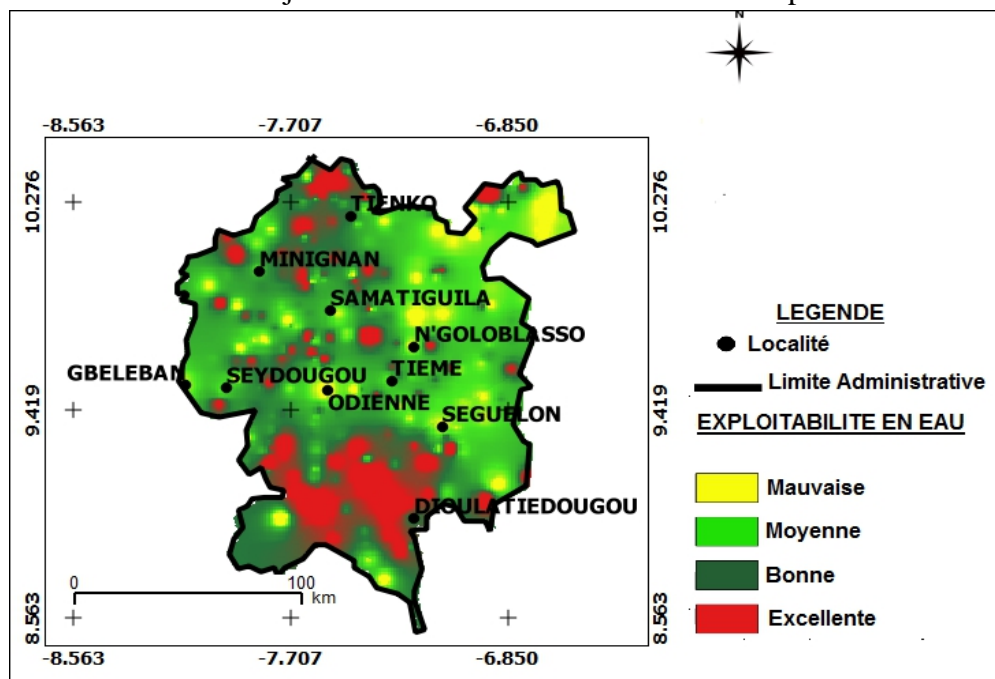 N
-8.563 -7.707 -6.850
10.276 10.276
TIENKO
MINIGNAN
SAMATIGUILA
N'GOLOBLASSO
GBELEBAN SEYDOUGOU TIEME
ODIENNE
9.419 9.419
SEGUELON
DIOULATIEDOUGOU
0 100
km
8.563 8.563
-8.563 -7.707 -6.850
LEGENDE
Localité
Limite Administrative
EXPLOITABILITE EN EAU
Mauvaise
Moyenne
Bonne
Excellente